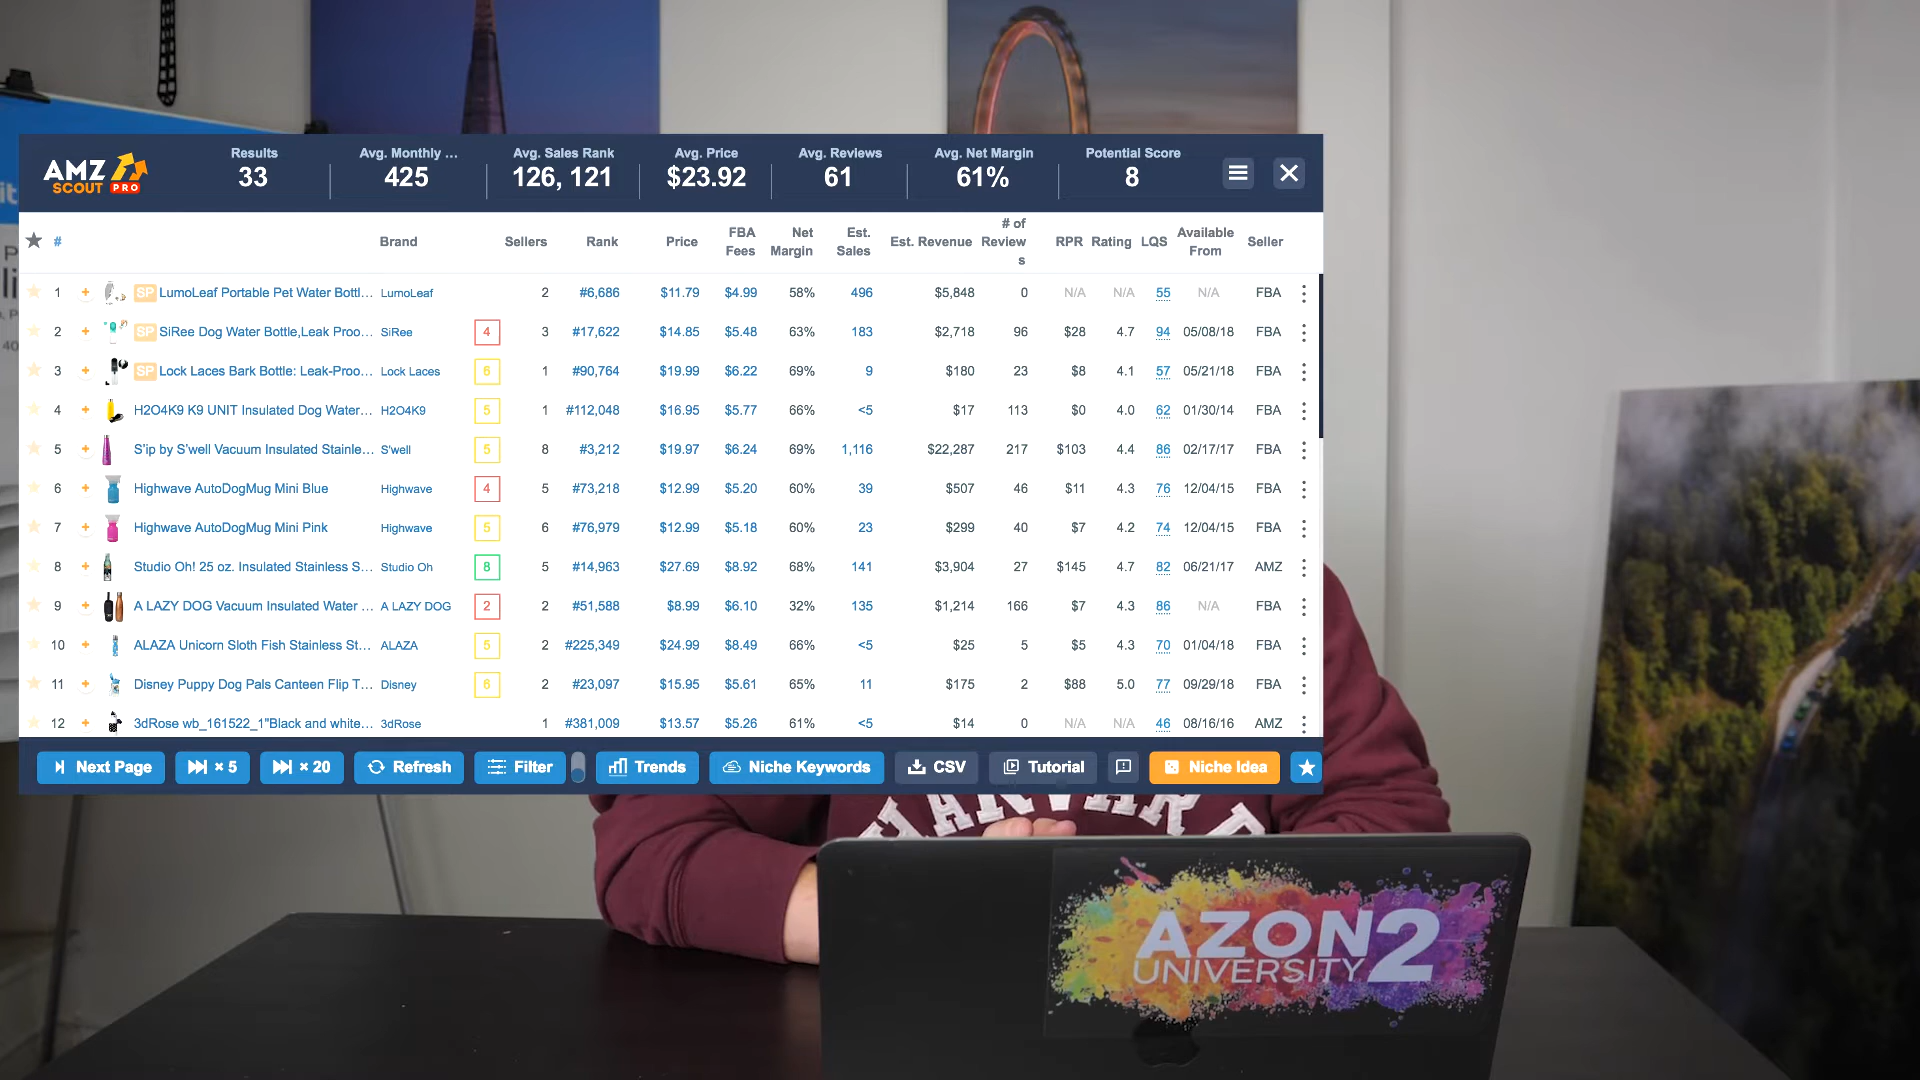 AMZ
SCOUT PRO
Results
33
Avg. Monthly ...
425
Avg. Sales Rank
126, 121
Avg. Price
$23.92
Avg. Reviews
61
Avg. Net Margin
61%
Potential Score
8
# Brand Sellers Rank Price FBA Fees Net Margin Est. Sales Est. Revenue # of Reviews RPR Rating LQS Available From Seller
1 + SP LumoLeaf Portable Pet Water Bottl... LumoLeaf 2 #6,686 $11.79 $4.99 58% 496 $5,848 0 N/A N/A 55 N/A FBA
2 + SP SiRee Dog Water Bottle,Leak Proo... SiRee 4 3 #17,622 $14.85 $5.48 63% 183 $2,718 96 $28 4.7 94 05/08/18 FBA
3 + SP Lock Laces Bark Bottle: Leak-Proo... Lock Laces 6 1 #90,764 $19.99 $6.22 69% 9 $180 23 $8 4.1 57 05/21/18 FBA
4 + H2O4K9 K9 UNIT Insulated Dog Water... H2O4K9 5 1 #112,048 $16.95 $5.77 66% <5 $17 113 $0 4.0 62 01/30/14 FBA
5 + S'ip by S'well Vacuum Insulated Stainle... S'well 5 8 #3,212 $19.97 $6.24 69% 1,116 $22,287 217 $103 4.4 86 02/17/17 FBA
6 + Highwave AutoDogMug Mini Blue Highwave 4 5 #73,218 $12.99 $5.20 60% 39 $507 46 $11 4.3 76 12/04/15 FBA
7 + Highwave AutoDogMug Mini Pink Highwave 5 6 #76,979 $12.99 $5.18 60% 23 $299 40 $7 4.2 74 12/04/15 FBA
8 + Studio Oh! 25 oz. Insulated Stainless S... Studio Oh 8 5 #14,963 $27.69 $8.92 68% 141 $3,904 27 $145 4.7 82 06/21/17 AMZ
9 + A LAZY DOG Vacuum Insulated Water ... A LAZY DOG 2 2 #51,588 $8.99 $6.10 32% 135 $1,214 166 $7 4.3 86 N/A FBA
10 + ALAZA Unicorn Sloth Fish Stainless St... ALAZA 5 2 #225,349 $24.99 $8.49 66% <5 $25 5 $5 4.3 70 01/04/18 FBA
11 + Disney Puppy Dog Pals Canteen Flip T... Disney 6 2 #23,097 $15.95 $5.61 65% 11 $175 2 $88 5.0 77 09/29/18 FBA
12 + 3dRose wb_161522_1"Black and white... 3dRose 1 #381,009 $13.57 $5.26 61% <5 $14 0 N/A N/A 46 08/16/16 AMZ
Next Page × 5 × 20 Refresh Filter Trends Niche Keywords CSV Tutorial Niche Idea
AZON
UNIVERSITY 2